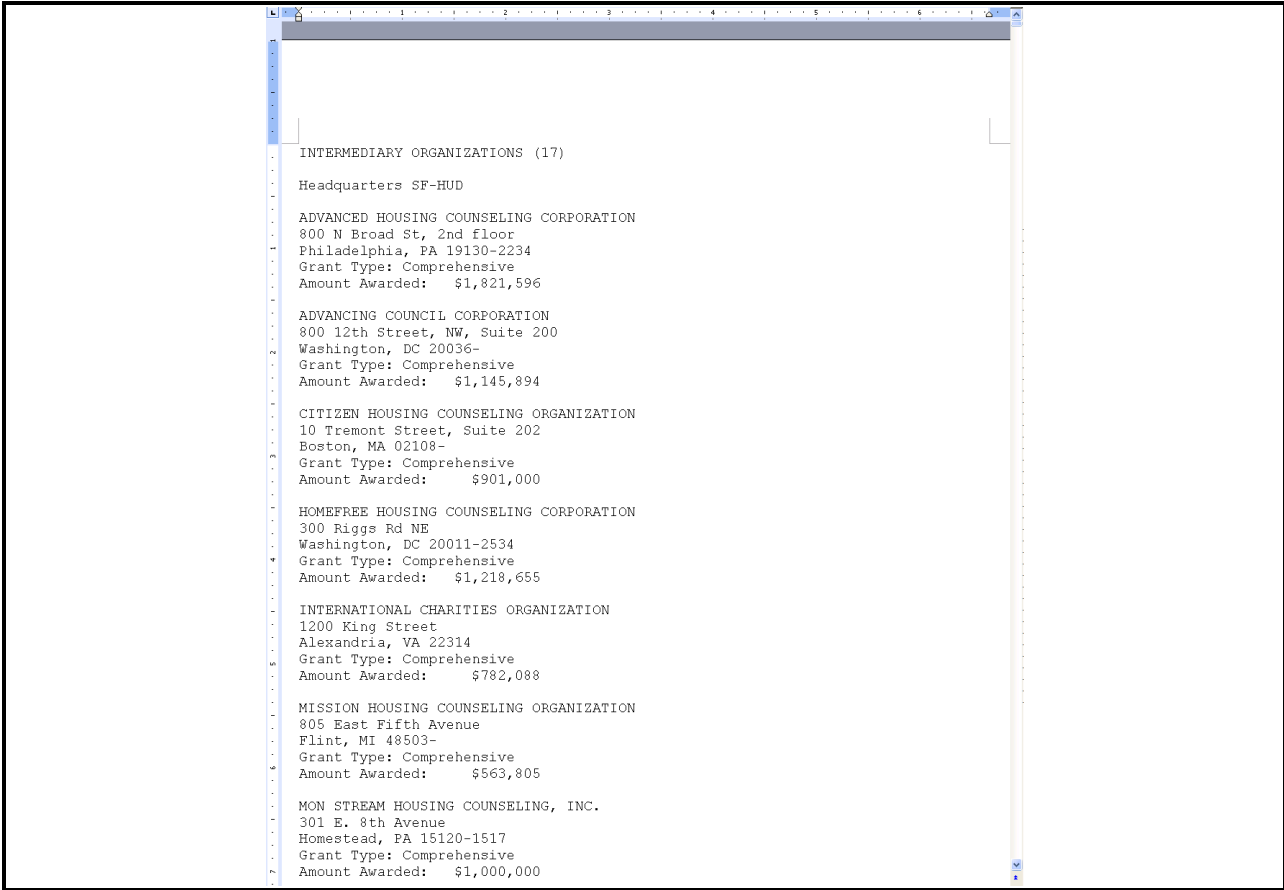 INTERMEDIARY ORGANIZATIONS (17)
Headquarters SF-HUD
ADVANCED HOUSING COUNSELING CORPORATION
800 N Broad St, 2nd floor
Philadelphia, PA 19130-2234
Grant Type: Comprehensive
Amount Awarded:   $1,821,596
ADVANCING COUNCIL CORPORATION
800 12th Street, NW, Suite 200
Washington, DC 20036-
Grant Type: Comprehensive
Amount Awarded:   $1,145,894
CITIZEN HOUSING COUNSELING ORGANIZATION
10 Tremont Street, Suite 202
Boston, MA 02108-
Grant Type: Comprehensive
Amount Awarded:     $901,000
HOMEFREE HOUSING COUNSELING CORPORATION
300 Riggs Rd NE
Washington, DC 20011-2534
Grant Type: Comprehensive
Amount Awarded:   $1,218,655
INTERNATIONAL CHARITIES ORGANIZATION
1200 King Street
Alexandria, VA 22314
Grant Type: Comprehensive
Amount Awarded:     $782,088
MISSION HOUSING COUNSELING ORGANIZATION
805 East Fifth Avenue
Flint, MI 48503-
Grant Type: Comprehensive
Amount Awarded:     $563,805
MON STREAM HOUSING COUNSELING, INC.
301 E. 8th Avenue
Homestead, PA 15120-1517
Grant Type: Comprehensive
Amount Awarded:   $1,000,000